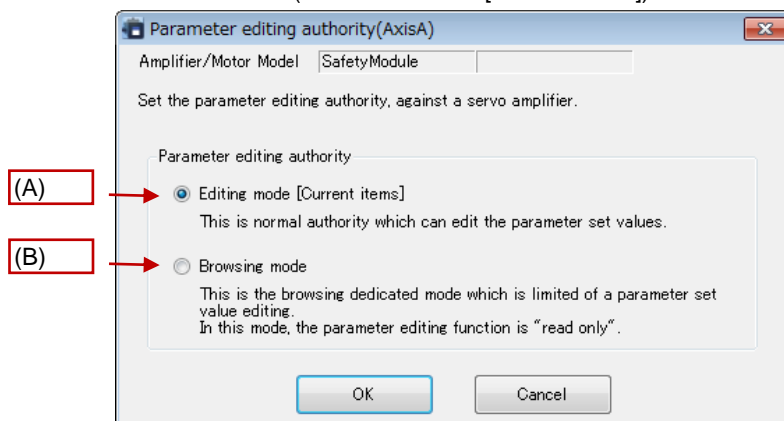 Parameter editing authority(AxisA)
Amplifier/Motor Model SafetyModule
Set the parameter editing authority, against a servo amplifier.
Parameter editing authority
(A)
Editing mode [Current items]
This is normal authority which can edit the parameter set values.
(B)
Browsing mode
This is the browsing dedicated mode which is limited of a parameter set
value editing.
In this mode, the parameter editing function is "read only".
OK Cancel